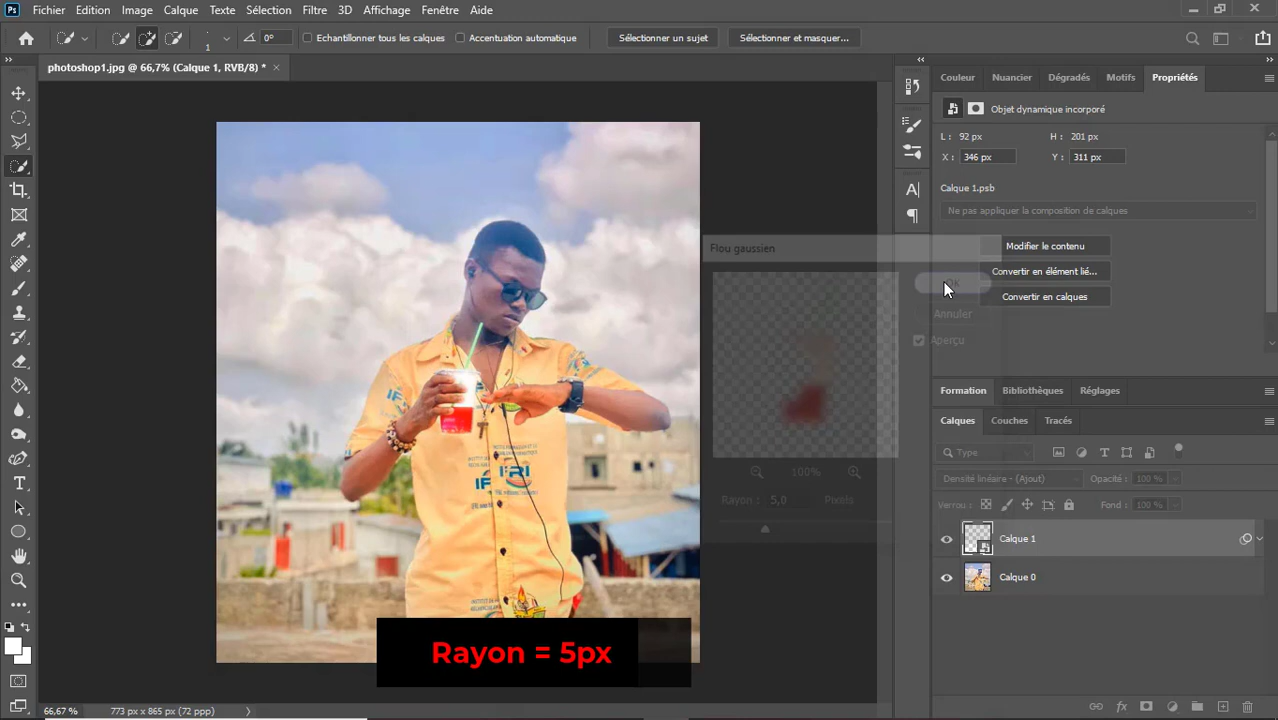 Ps Fichier Edition Image Calque Texte Sélection Filtre 3D Affichage Fenêtre Aide
1 0° Echantillonner tous les calques Accentuation automatique Sélectionner un sujet Sélectionner et masquer...
photoshop1.jpg @ 66,7% (Calque 1, RVB/8) * ×
Couleur Nuancier Dégradés Motifs Propriétés
Objet dynamique incorporé
L : 92 px H : 201 px
X : 346 px Y : 311 px
Calque 1.psb
Ne pas appliquer la composition de calques
Flou gaussien
Modifier le contenu
Convertir en élément lié...
OK
Convertir en calques
Annuler
Aperçu
100%
Rayon : 5,0 Pixels
Formation Bibliothèques Réglages
Calques Couches Tracés
Type
Densité linéaire - (Ajout) Opacité : 100 %
Verrou : Fond : 100 %
Calque 1
Calque 0
IFRI
Rayon = 5px
66,67 % 773 px x 865 px (72 ppp)